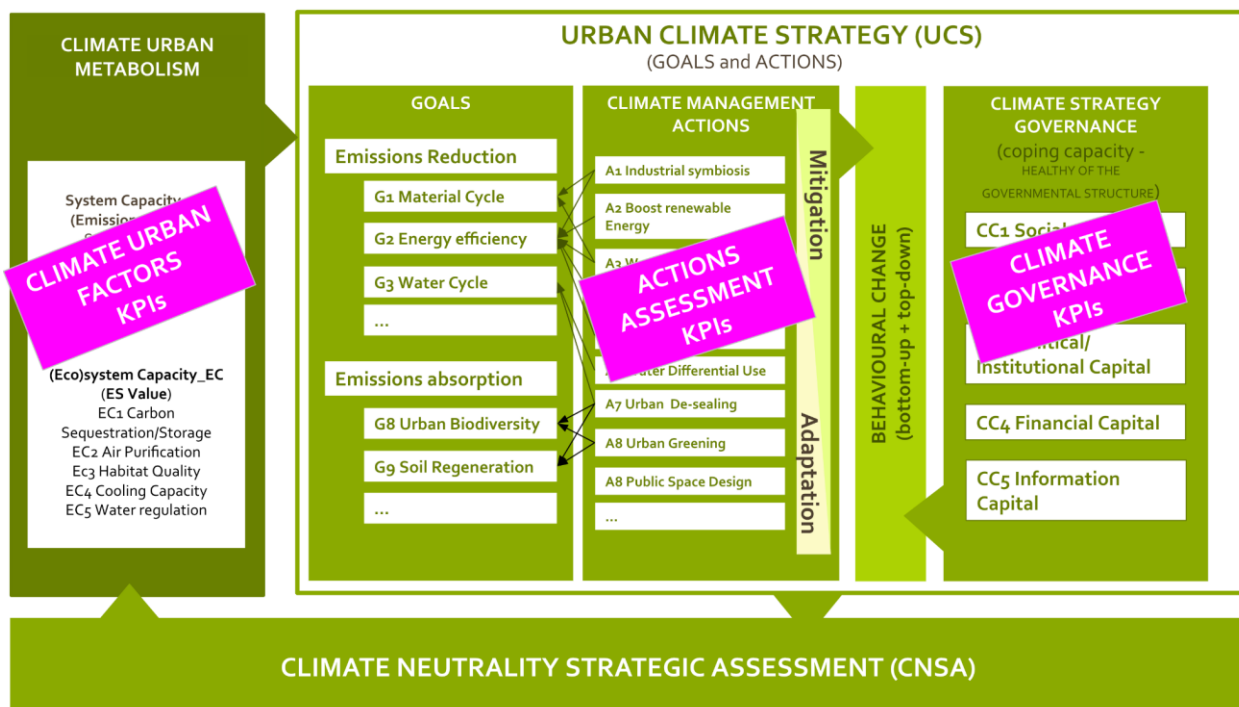 CLIMATE URBAN
METABOLISM
System Capacity
(Emission
CLIMATE URBAN
FACTORS
KPIs
(Eco)system Capacity_EC
(ES Value)
EC1 Carbon
Sequestration/Storage
EC2 Air Purification
Ec3 Habitat Quality
EC4 Cooling Capacity
EC5 Water regulation
URBAN CLIMATE STRATEGY (UCS)
(GOALS and ACTIONS)
GOALS
Emissions Reduction
G1 Material Cycle
G2 Energy efficiency
G3 Water Cycle
...
Emissions absorption
G8 Urban Biodiversity
G9 Soil Regeneration
...
CLIMATE MANAGEMENT
ACTIONS
A1 Industrial symbiosis
A2 Boost renewable
Energy
A3
ACTIONS
ASSESSMENT
KPIs
Differential Use
A7 Urban De-sealing
A8 Urban Greening
A8 Public Space Design
...
Mitigation
Adaptation
BEHAVIOURAL CHANGE
(bottom-up + top-down)
CLIMATE STRATEGY
GOVERNANCE
(coping capacity -
HEALTHY OF THE
GOVERNMENTAL STRUCTURE)
CC1 Social
CLIMATE
GOVERNANCE
KPIs
Institutional Capital
CC4 Financial Capital
CC5 Information
Capital
CLIMATE NEUTRALITY STRATEGIC ASSESSMENT (CNSA)